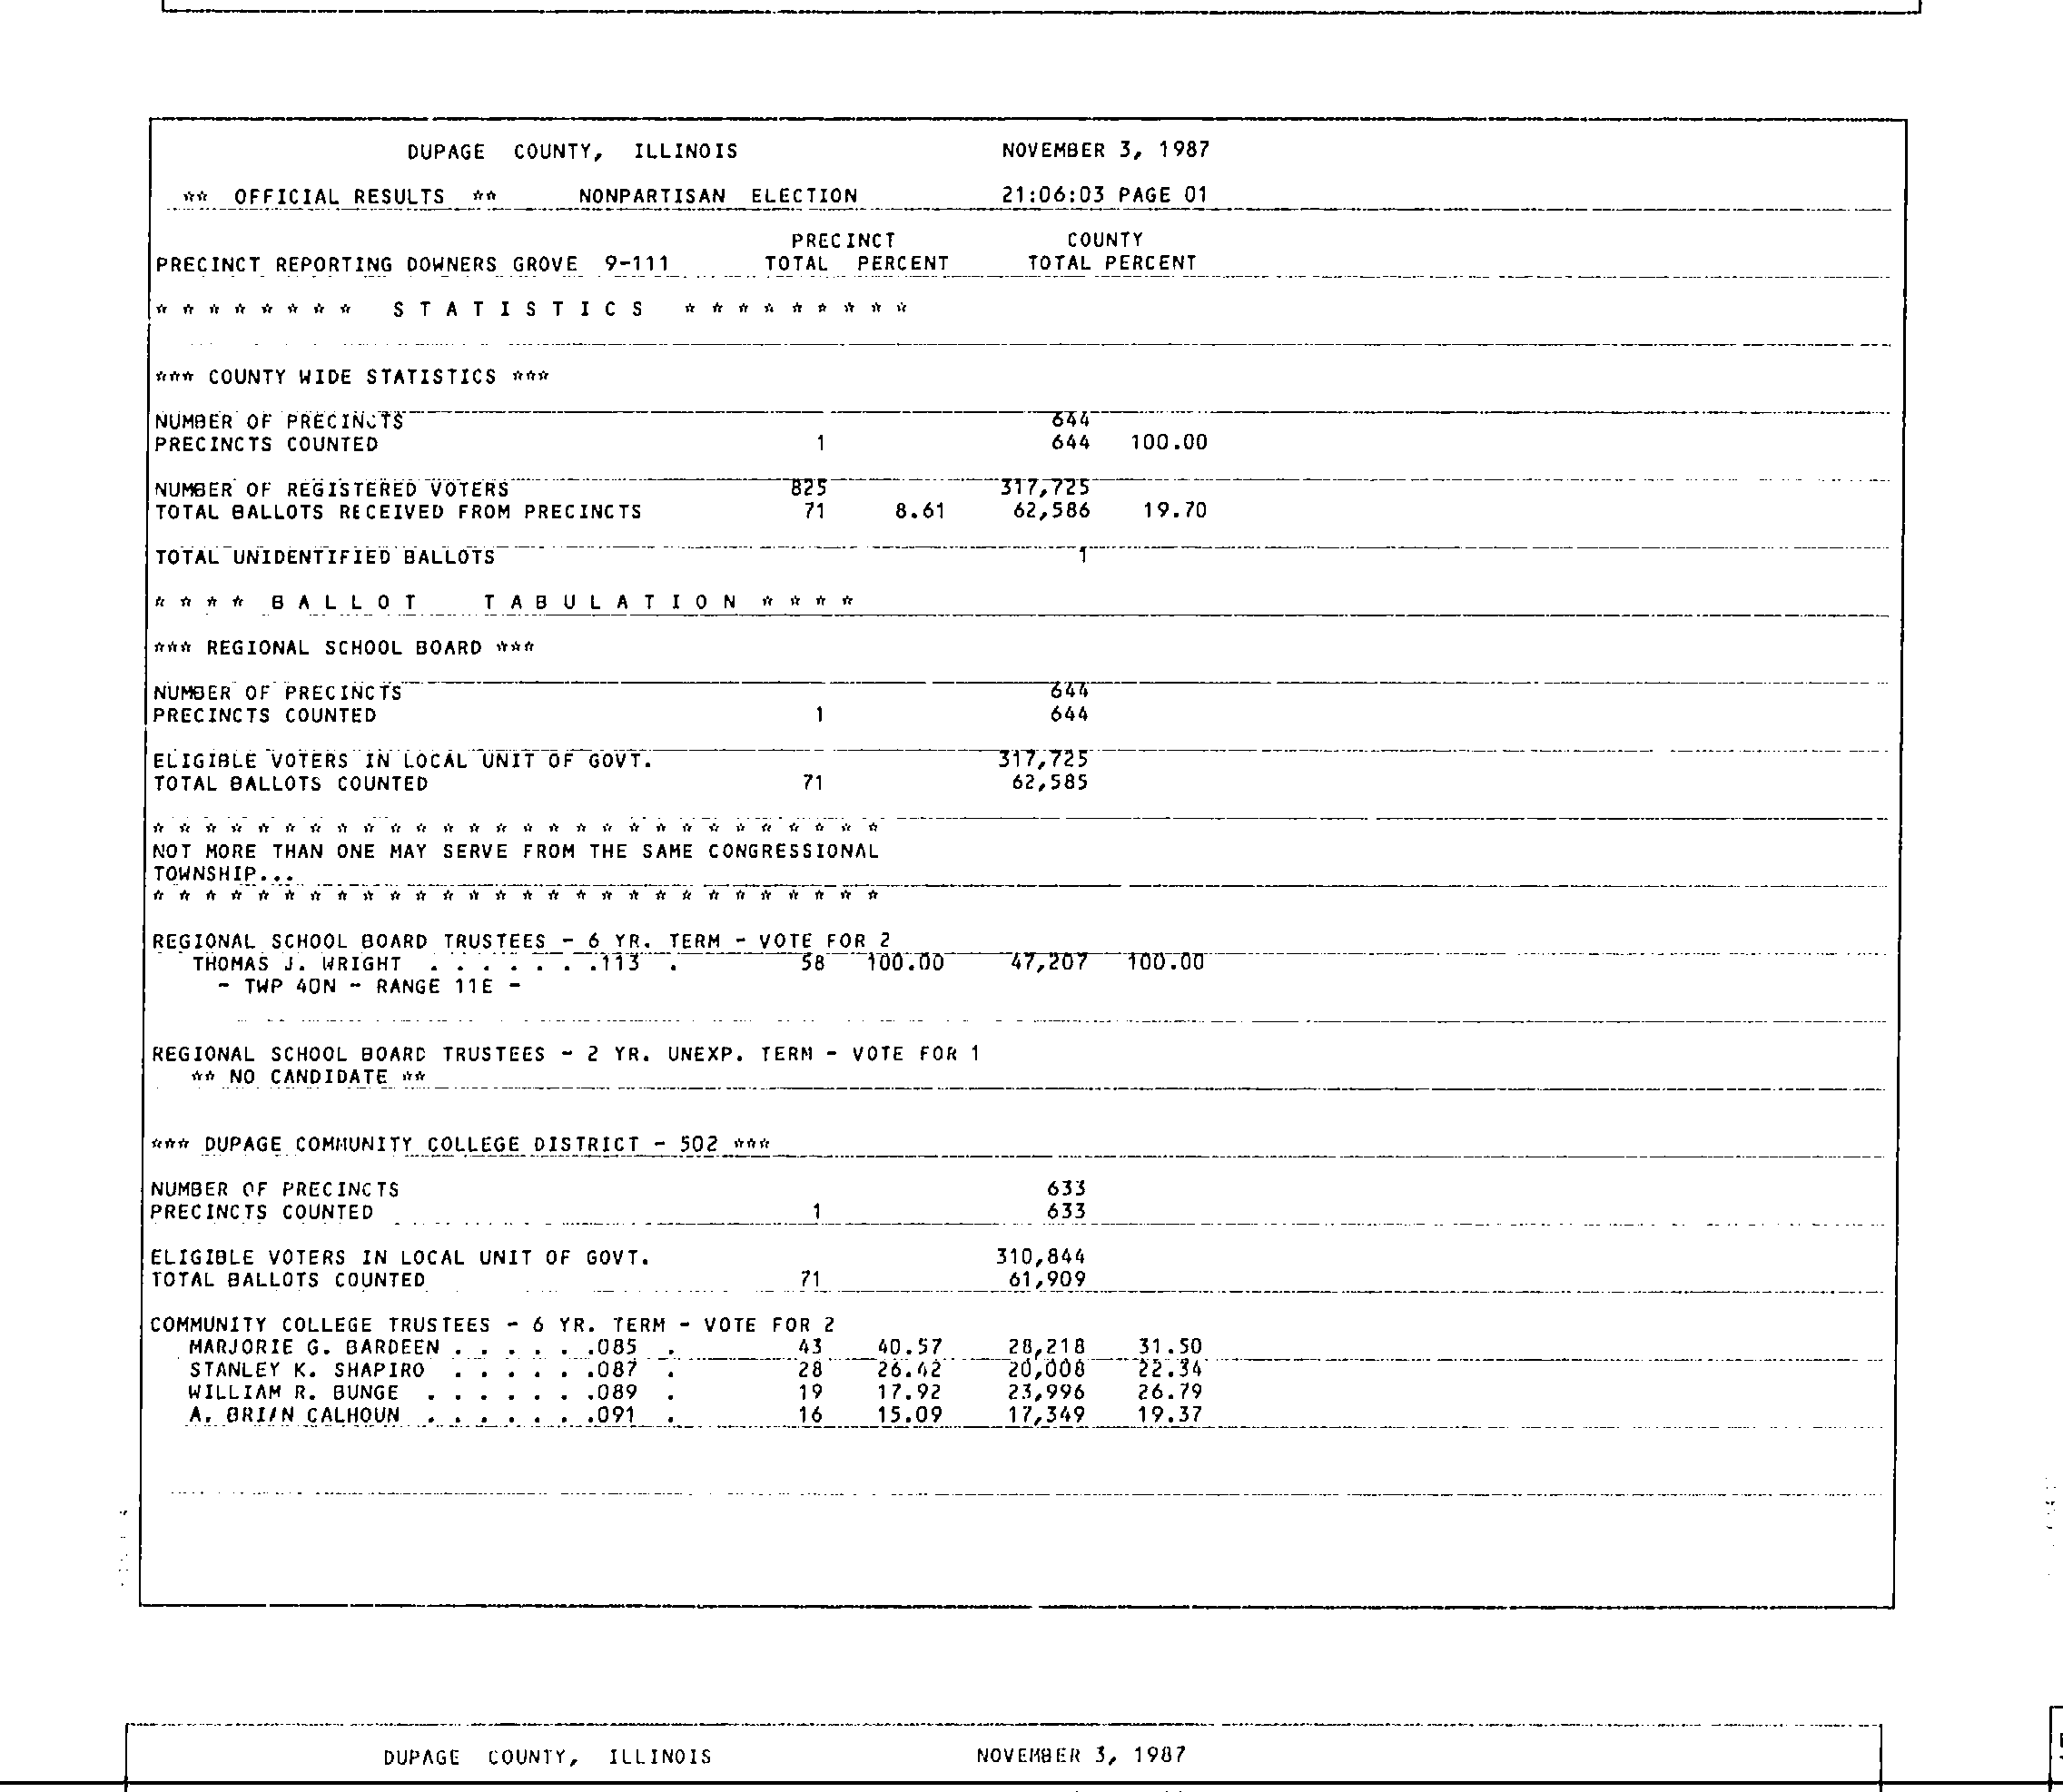 DUPAGE COUNTY, ILLINOIS NOVEMBER 3, 1987
** OFFICIAL RESULTS ** NONPARTISAN ELECTION 21:06:03 PAGE 01
PRECINCT COUNTY
PRECINCT REPORTING DOWNERS GROVE 9-111 TOTAL PERCENT TOTAL PERCENT
* * * * * * * * S T A T I S T I C S * * * * * * * * *
*** COUNTY WIDE STATISTICS ***
NUMBER OF PRECINCTS 644
PRECINCTS COUNTED 1 644 100.00
NUMBER OF REGISTERED VOTERS 825 317,725
TOTAL BALLOTS RECEIVED FROM PRECINCTS 71 8.61 62,586 19.70
TOTAL UNIDENTIFIED BALLOTS 1
* * * * B A L L O T T A B U L A T I O N * * * *
*** REGIONAL SCHOOL BOARD ***
NUMBER OF PRECINCTS 644
PRECINCTS COUNTED 1 644
ELIGIBLE VOTERS IN LOCAL UNIT OF GOVT. 317,725
TOTAL BALLOTS COUNTED 71 62,585
* * * * * * * * * * * * * * * * * * * * * * * * * * * *
NOT MORE THAN ONE MAY SERVE FROM THE SAME CONGRESSIONAL
TOWNSHIP...
* * * * * * * * * * * * * * * * * * * * * * * * * * * *
REGIONAL SCHOOL BOARD TRUSTEES - 6 YR. TERM - VOTE FOR 2
THOMAS J. WRIGHT . . . . . . .113 . 58 100.00 47,207 100.00
- TWP 40N - RANGE 11E -
REGIONAL SCHOOL BOARD TRUSTEES - 2 YR. UNEXP. TERM - VOTE FOR 1
** NO CANDIDATE **
*** DUPAGE COMMUNITY COLLEGE DISTRICT - 502 ***
NUMBER OF PRECINCTS 633
PRECINCTS COUNTED 1 633
ELIGIBLE VOTERS IN LOCAL UNIT OF GOVT. 310,844
TOTAL BALLOTS COUNTED 71 61,909
COMMUNITY COLLEGE TRUSTEES - 6 YR. TERM - VOTE FOR 2
MARJORIE G. BARDEEN . . . . . .085 . 43 40.57 28,218 31.50
STANLEY K. SHAPIRO . . . . . .087 . 28 26.42 20,008 22.34
WILLIAM R. BUNGE . . . . . . .089 . 19 17.92 23,996 26.79
A. BRIAN CALHOUN . . . . . . .091 . 16 15.09 17,349 19.37
DUPAGE COUNTY, ILLINOIS NOVEMBER 3, 1987